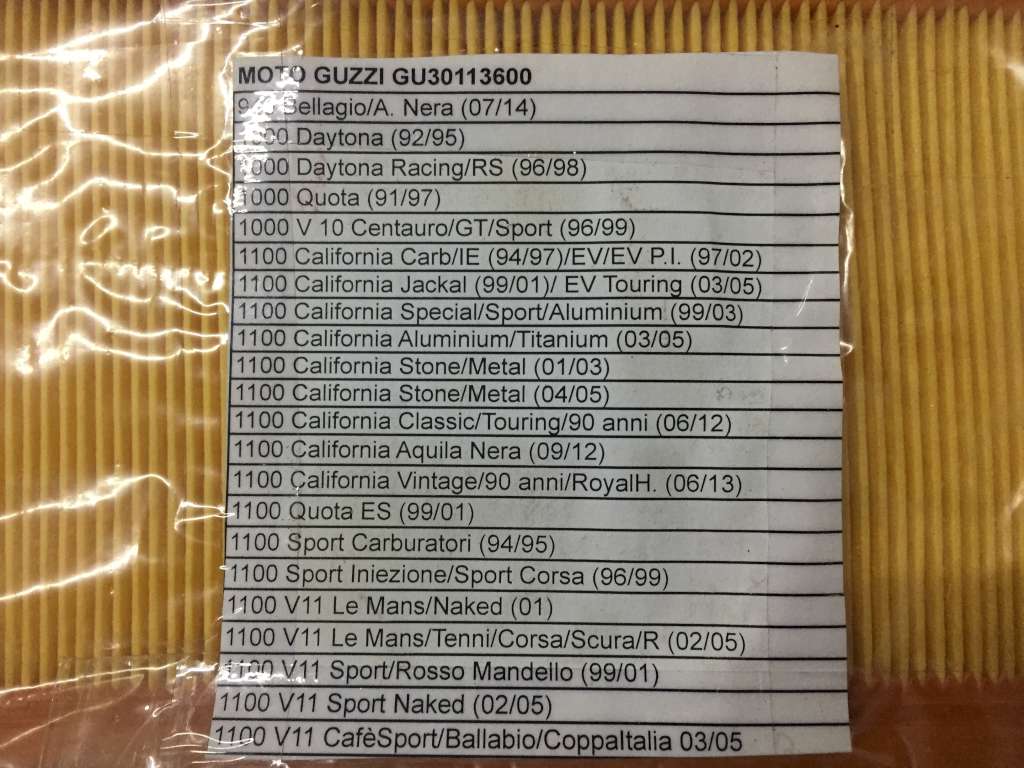 MOTO GUZZI GU30113600
Bellagio/A. Nera (07/14)
1000 Daytona (92/95)
1000 Daytona Racing/RS (96/98)
1000 Quota (91/97)
1000 V 10 Centauro/GT/Sport (96/99)
1100 California Carb/IE (94/97)/EV/EV P.I. (97/02)
1100 California Jackal (99/01)/ EV Touring (03/05)
1100 California Special/Sport/Aluminium (99/03)
1100 California Aluminium/Titanium (03/05)
1100 California Stone/Metal (01/03)
1100 California Stone/Metal (04/05)
1100 California Classic/Touring/90 anni (06/12)
1100 California Aquila Nera (09/12)
1100 California Vintage/90 anni/RoyalH. (06/13)
1100 Quota ES (99/01)
1100 Sport Carburatori (94/95)
1100 Sport Iniezione/Sport Corsa (96/99)
1100 V11 Le Mans/Naked (01)
1100 V11 Le Mans/Tenni/Corsa/Scura/R (02/05)
1100 V11 Sport/Rosso Mandello (99/01)
1100 V11 Sport Naked (02/05)
1100 V11 CafèSport/Ballabio/CoppaItalia 03/05